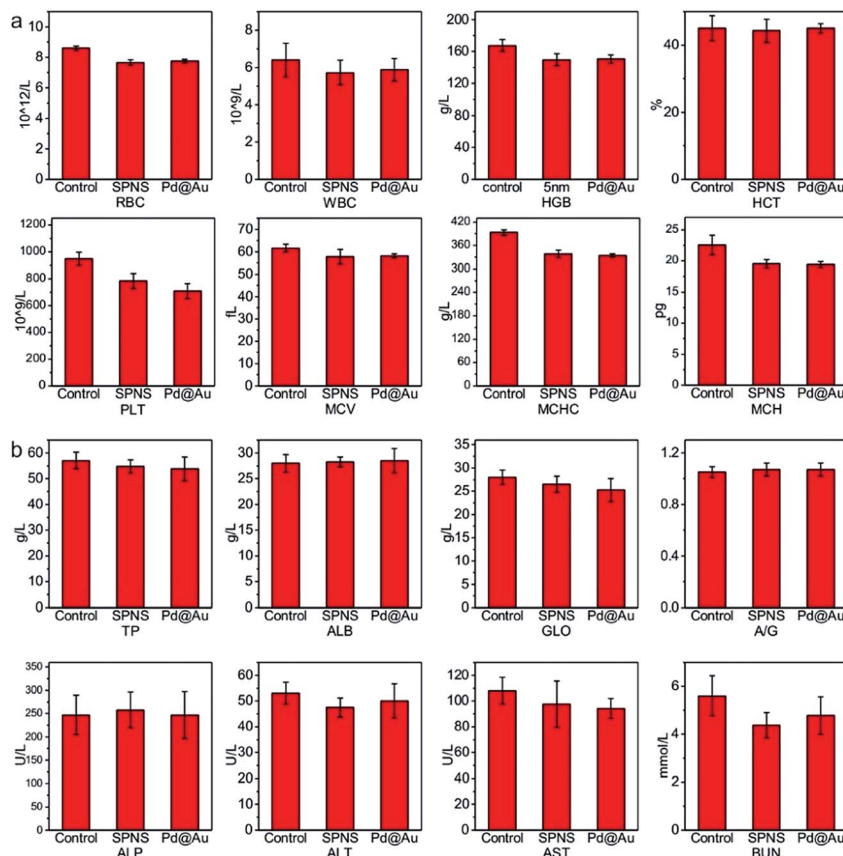 a
12
10
8
6
4
2
0
10^12/L
Control SPNS Pd@Au
RBC
8
6
4
2
0
10^9/L
Control SPNS Pd@Au
WBC
200
160
120
80
40
0
g/L
control 5nm Pd@Au
HGB
40
20
0
%
Control SPNS Pd@Au
HCT
1000
800
600
400
200
0
10^9/L
Control SPNS Pd@Au
PLT
70
60
50
40
30
20
10
0
fL
Control SPNS Pd@Au
MCV
420
360
300
240
180
120
60
0
g/L
Control SPNS Pd@Au
MCHC
25
20
15
10
5
0
pg
Control SPNS Pd@Au
MCH
b
60
50
40
30
20
10
0
g/L
Control SPNS Pd@Au
TP
30
25
20
15
10
5
0
g/L
Control SPNS Pd@Au
ALB
35
30
25
20
15
10
5
0
g/L
Control SPNS Pd@Au
GLO
1.2
0.8
0.4
0.0
Control SPNS Pd@Au
A/G
350
300
250
200
150
100
50
0
U/L
Control SPNS Pd@Au
ALP
60
50
40
30
20
10
0
U/L
Control SPNS Pd@Au
ALT
120
100
80
60
40
20
0
U/L
Control SPNS Pd@Au
AST
6
4
2
0
mmol/L
Control SPNS Pd@Au
BUN